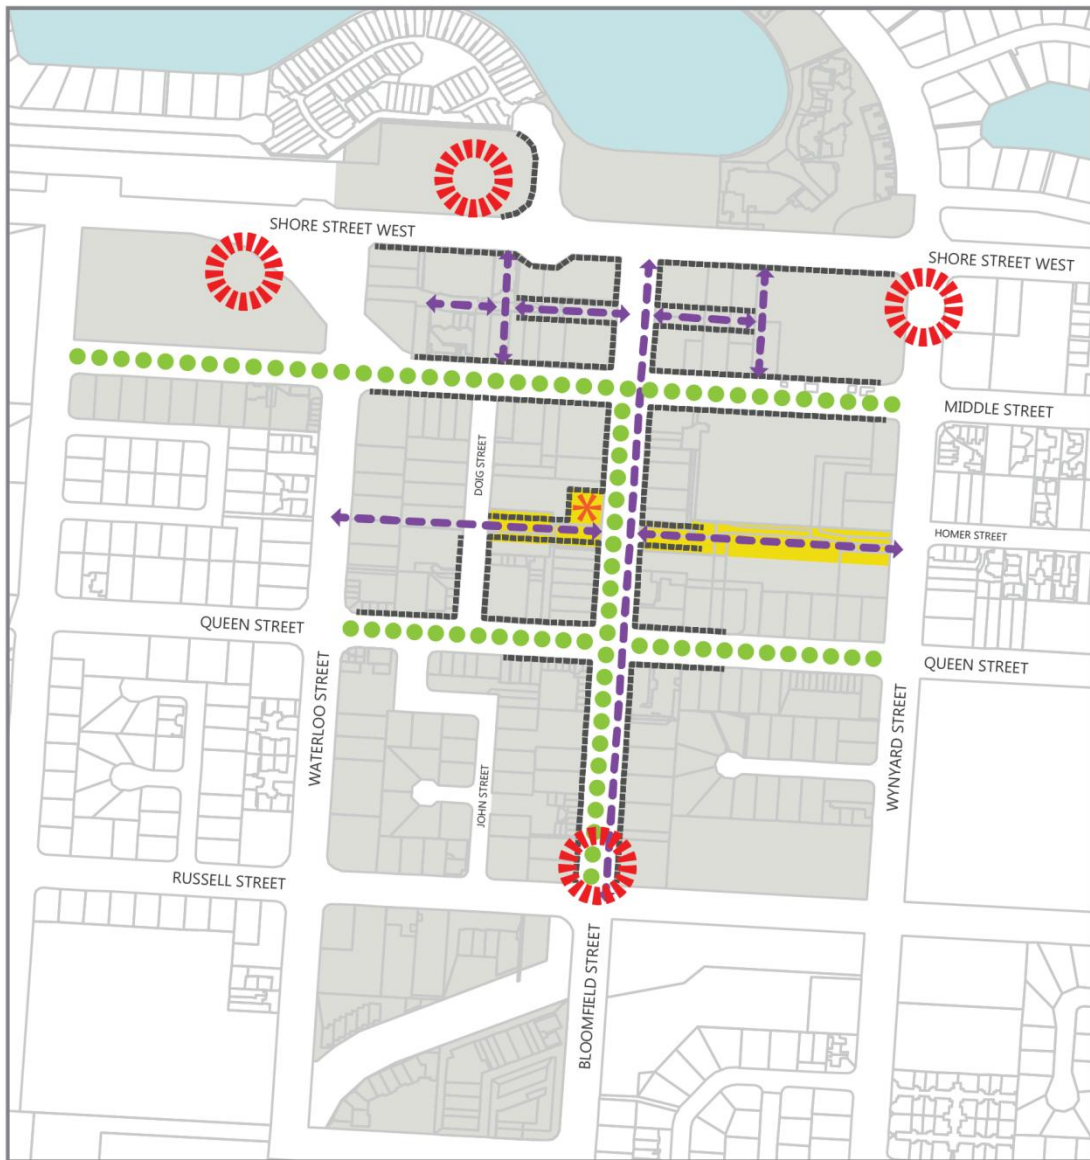 SHORE STREET WEST
SHORE STREET WEST
MIDDLE STREET
DOIG STREET
HOMER STREET
QUEEN STREET
QUEEN STREET
WATERLOO STREET
WYNYARD STREET
JOHN STREET
RUSSELL STREET
BLOOMFIELD STREET